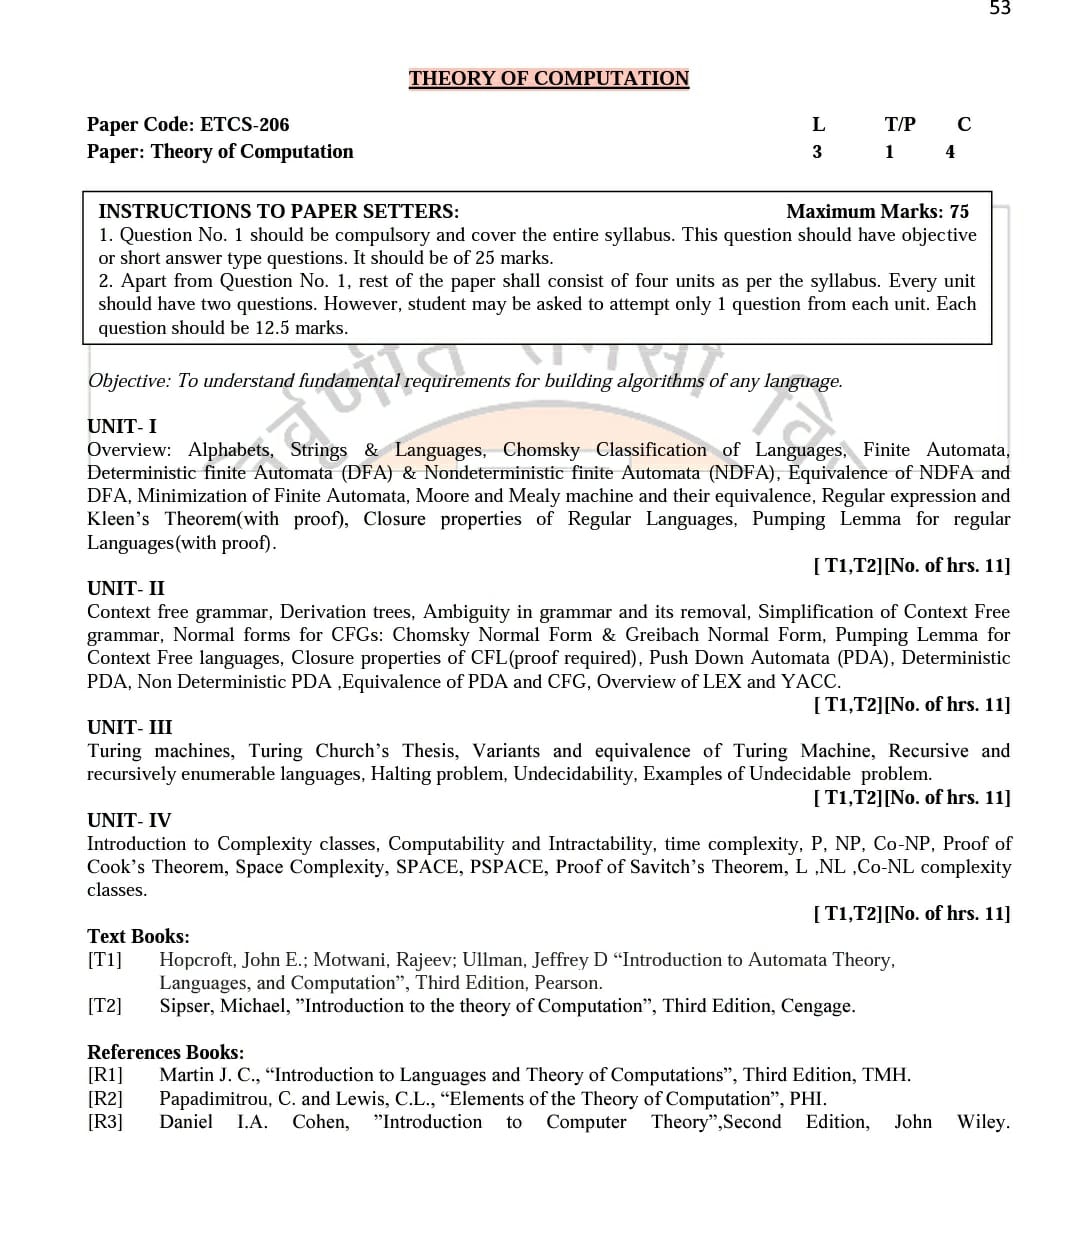 53
THEORY OF COMPUTATION
Paper Code: ETCS-206 L T/P C
Paper: Theory of Computation 3 1 4
INSTRUCTIONS TO PAPER SETTERS: Maximum Marks: 75
1. Question No. 1 should be compulsory and cover the entire syllabus. This question should have objective
or short answer type questions. It should be of 25 marks.
2. Apart from Question No. 1, rest of the paper shall consist of four units as per the syllabus. Every unit
should have two questions. However, student may be asked to attempt only 1 question from each unit. Each
question should be 12.5 marks.
Objective: To understand fundamental requirements for building algorithms of any language.
UNIT- I
Overview: Alphabets, Strings & Languages, Chomsky Classification of Languages, Finite Automata,
Deterministic finite Automata (DFA) & Nondeterministic finite Automata (NDFA), Equivalence of NDFA and
DFA, Minimization of Finite Automata, Moore and Mealy machine and their equivalence, Regular expression and
Kleen’s Theorem(with proof), Closure properties of Regular Languages, Pumping Lemma for regular
Languages(with proof).
[ T1,T2][No. of hrs. 11]
UNIT- II
Context free grammar, Derivation trees, Ambiguity in grammar and its removal, Simplification of Context Free
grammar, Normal forms for CFGs: Chomsky Normal Form & Greibach Normal Form, Pumping Lemma for
Context Free languages, Closure properties of CFL(proof required), Push Down Automata (PDA), Deterministic
PDA, Non Deterministic PDA ,Equivalence of PDA and CFG, Overview of LEX and YACC.
[ T1,T2][No. of hrs. 11]
UNIT- III
Turing machines, Turing Church’s Thesis, Variants and equivalence of Turing Machine, Recursive and
recursively enumerable languages, Halting problem, Undecidability, Examples of Undecidable problem.
[ T1,T2][No. of hrs. 11]
UNIT- IV
Introduction to Complexity classes, Computability and Intractability, time complexity, P, NP, Co-NP, Proof of
Cook’s Theorem, Space Complexity, SPACE, PSPACE, Proof of Savitch’s Theorem, L ,NL ,Co-NL complexity
classes.
[ T1,T2][No. of hrs. 11]
Text Books:
[T1] Hopcroft, John E.; Motwani, Rajeev; Ullman, Jeffrey D “Introduction to Automata Theory,
Languages, and Computation”, Third Edition, Pearson.
[T2] Sipser, Michael, ”Introduction to the theory of Computation”, Third Edition, Cengage.
References Books:
[R1] Martin J. C., “Introduction to Languages and Theory of Computations”, Third Edition, TMH.
[R2] Papadimitrou, C. and Lewis, C.L., “Elements of the Theory of Computation”, PHI.
[R3] Daniel I.A. Cohen, ”Introduction to Computer Theory”,Second Edition, John Wiley.